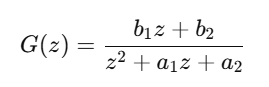 G(z) = \frac{b_1 z + b_2}{z^2 + a_1 z + a_2}